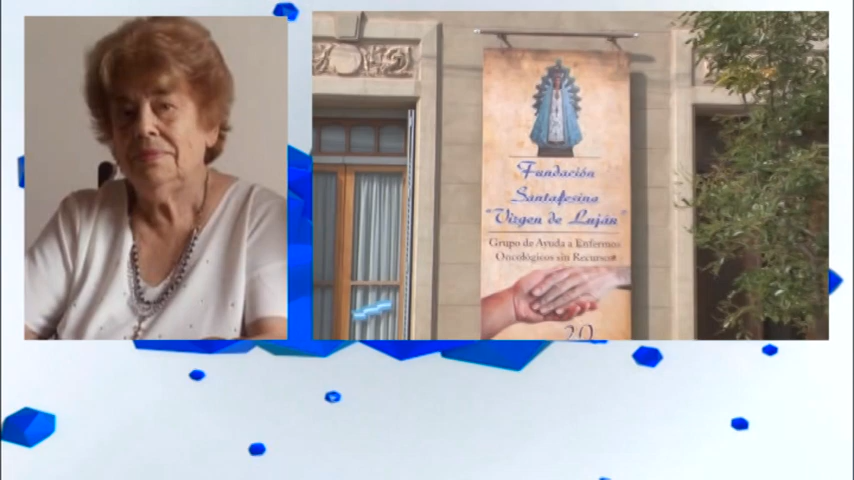 Fundación
Santafesina
"Virgen de Luján"
Grupo de Ayuda a Enfermos
Oncológicos sin Recursos
20